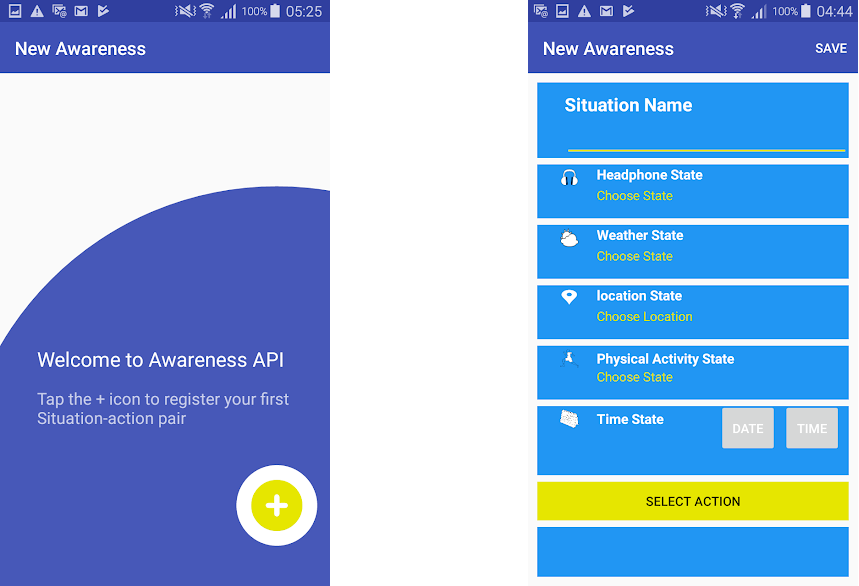 100% 05:25
New Awareness
Welcome to Awareness API
Tap the + icon to register your first
Situation-action pair
100% 04:44
New Awareness SAVE
Situation Name
Headphone State
Choose State
Weather State
Choose State
location State
Choose Location
Physical Activity State
Choose State
Time State DATE TIME
SELECT ACTION